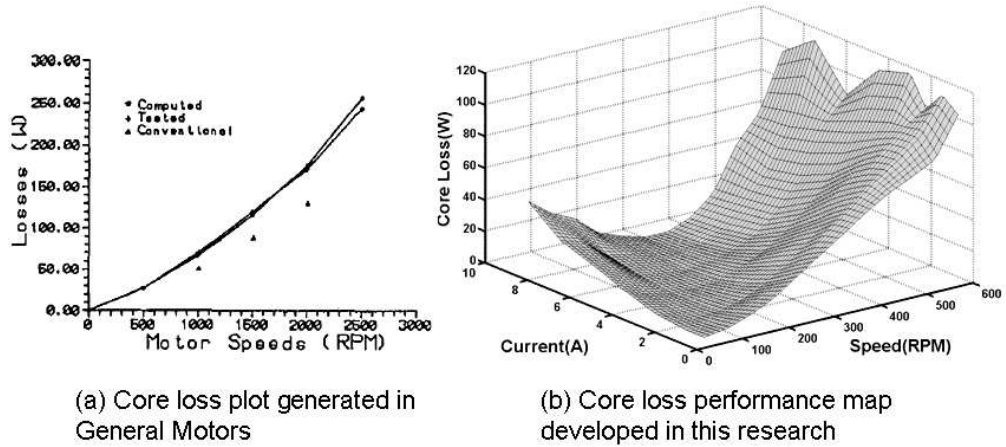 300.00
250.00
200.00
150.00
100.00
50.00
0.00
Losses (W)
Computed
Tested
Conventional
0 500 1000 1500 2000 2500 3000
Motor Speeds (RPM)
120
100
80
60
40
20
0
Core Loss(W)
10
8
6
4
2
0
Current(A)
0
100
200
300
400
500
600
Speed(RPM)
(a) Core loss plot generated in
General Motors
(b) Core loss performance map
developed in this research